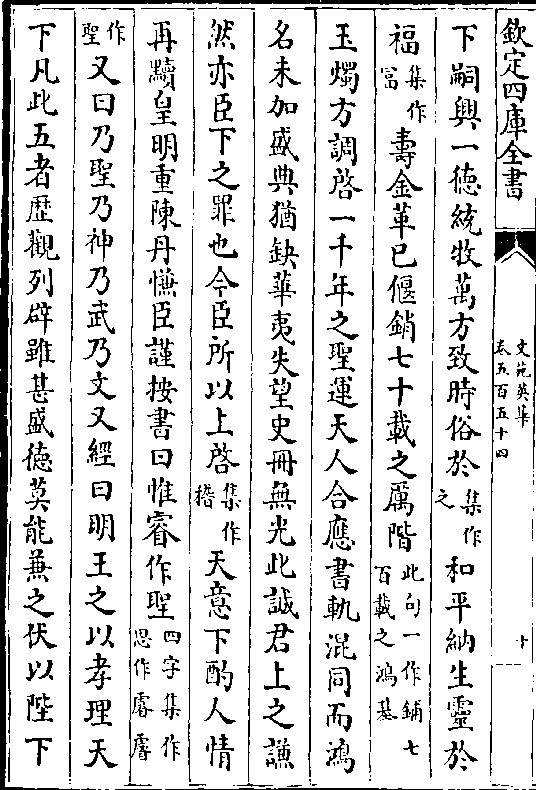 欽定四庫全書
文苑英華
卷五百五十四
十
下嗣興一德統牧萬方致時俗於集作之和平納生靈於
福集作富壽金革已偃銷七十載之厲階此句一作鋪七百載之鴻基
玉燭方調啓一千年之聖運天人合應書軌混同而鴻
名未加盛典猶缺華夷失望史冊無光此誠君上之謙
然亦臣下之罪也今臣所以上啓集作稽天意下酌人情
再黷皇明重陳丹慊臣謹按書曰惟睿作聖四字集作思作睿睿
作聖又曰乃聖乃神乃武乃文又經曰明王之以孝理天
下凡此五者歷觀列辟雖甚盛德莫能兼之伏以陛下